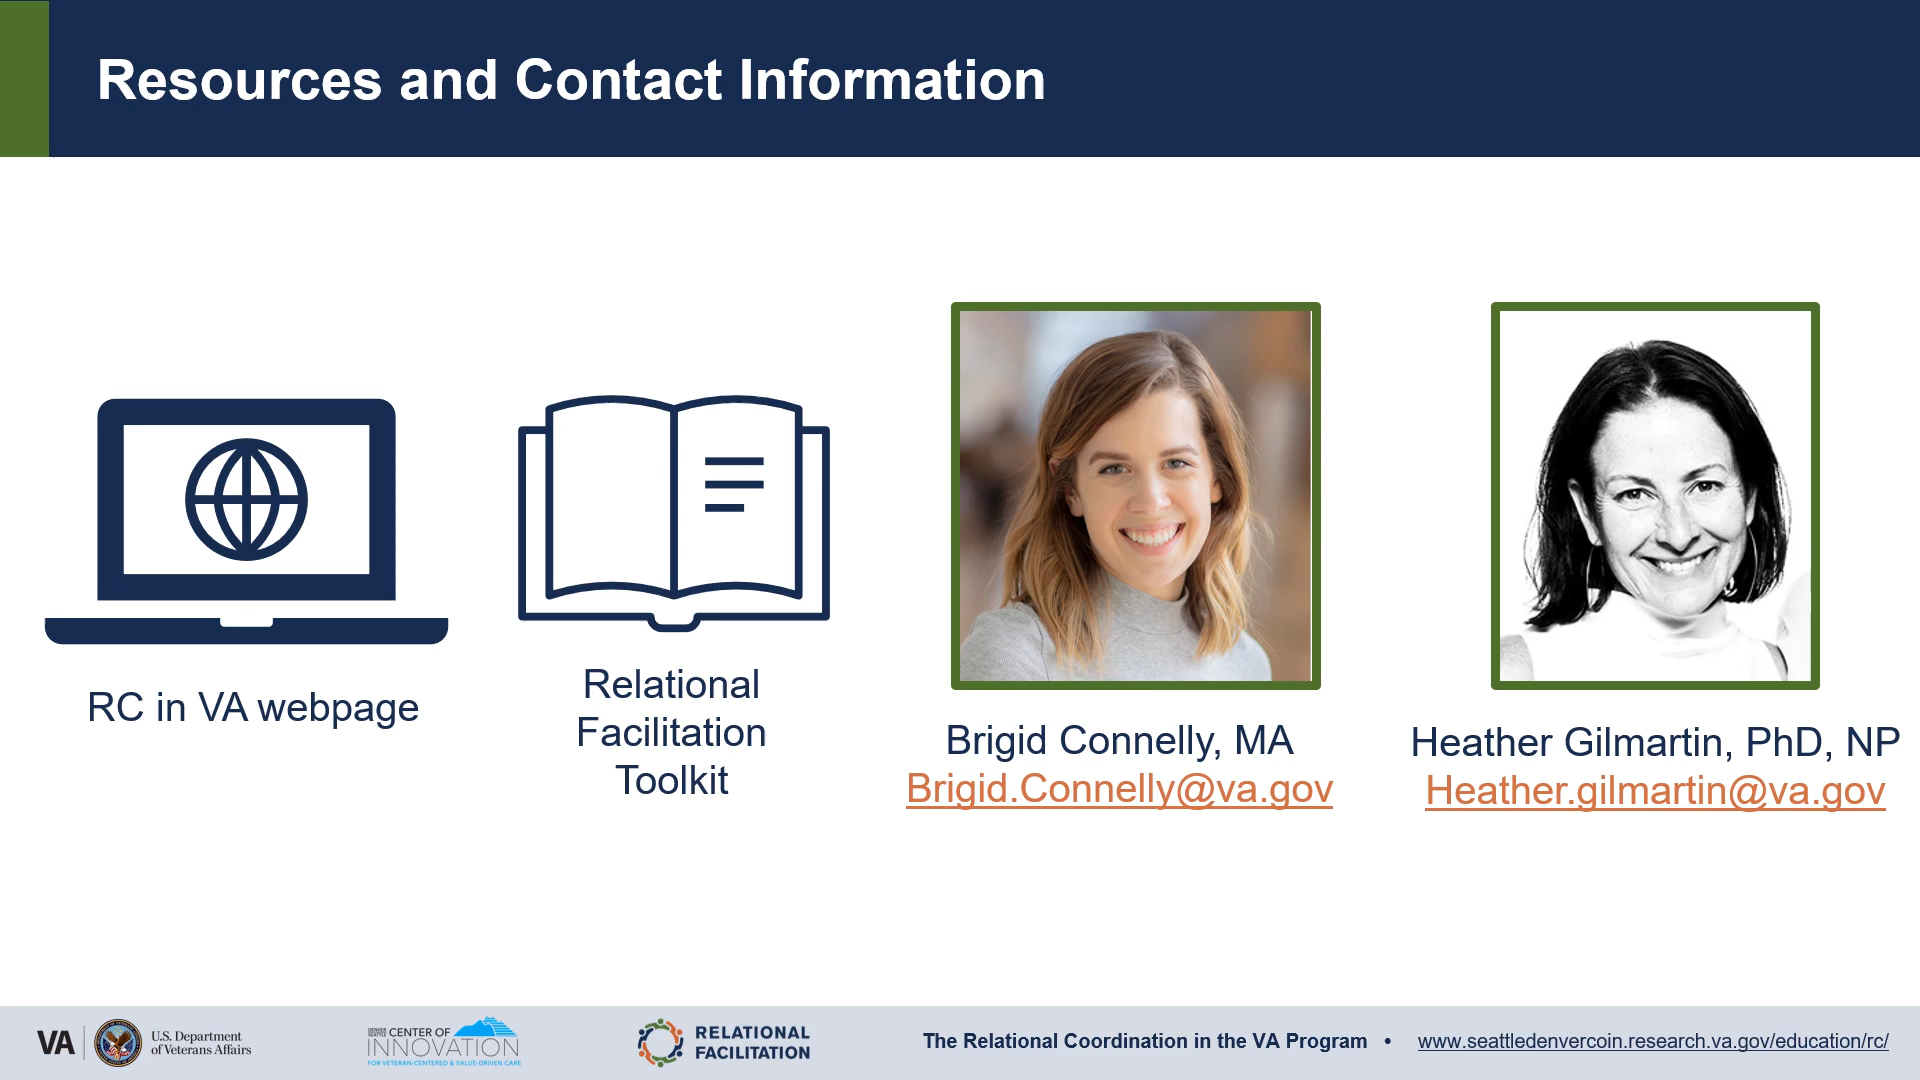 Resources and Contact Information
RC in VA webpage
Relational
Facilitation
Toolkit
Brigid Connelly, MA
Brigid.Connelly@va.gov
Heather Gilmartin, PhD, NP
Heather.gilmartin@va.gov
VA
U.S. Department
of Veterans Affairs
DENVER
SEATTLE
CENTER OF
INNOVATION
FOR VETERAN-CENTERED & VALUE-DRIVEN CARE
RELATIONAL
FACILITATION
The Relational Coordination in the VA Program • www.seattledenvercoin.research.va.gov/education/rc/